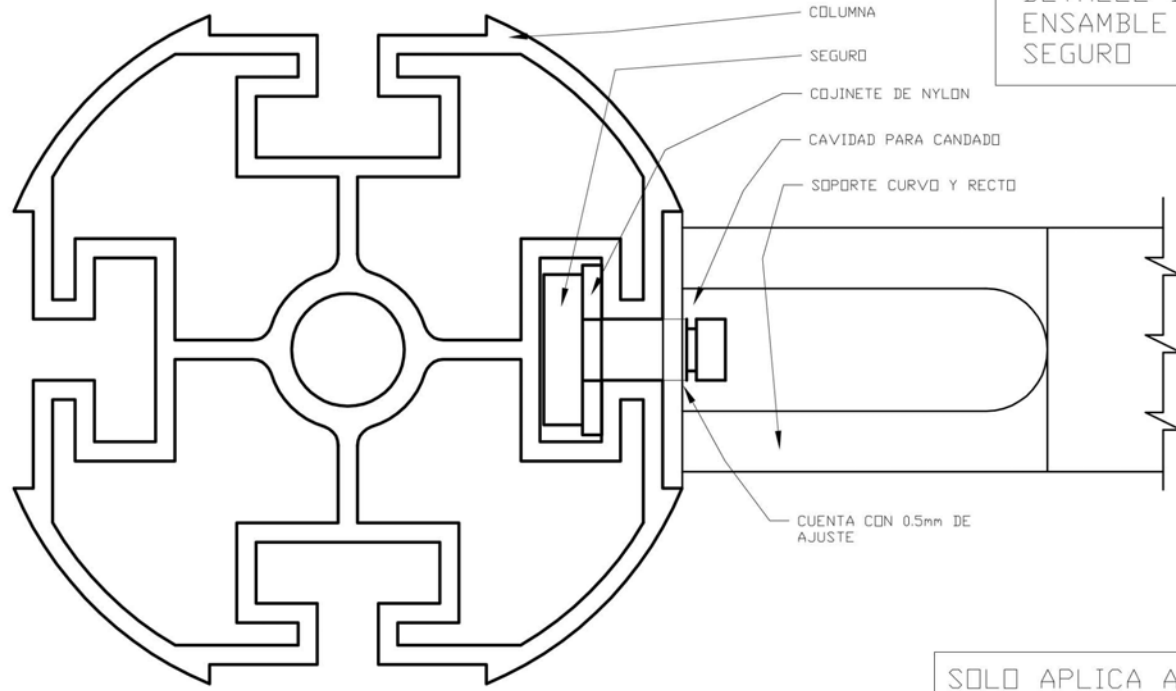 COLUMNA
SEGURO
COJINETE DE NYLON
CAVIDAD PARA CANDADO
SOPORTE CURVO Y RECTO
CUENTA CON 0.5mm DE
AJUSTE
ENSAMBLE
SEGURO
SOLO APLICA A